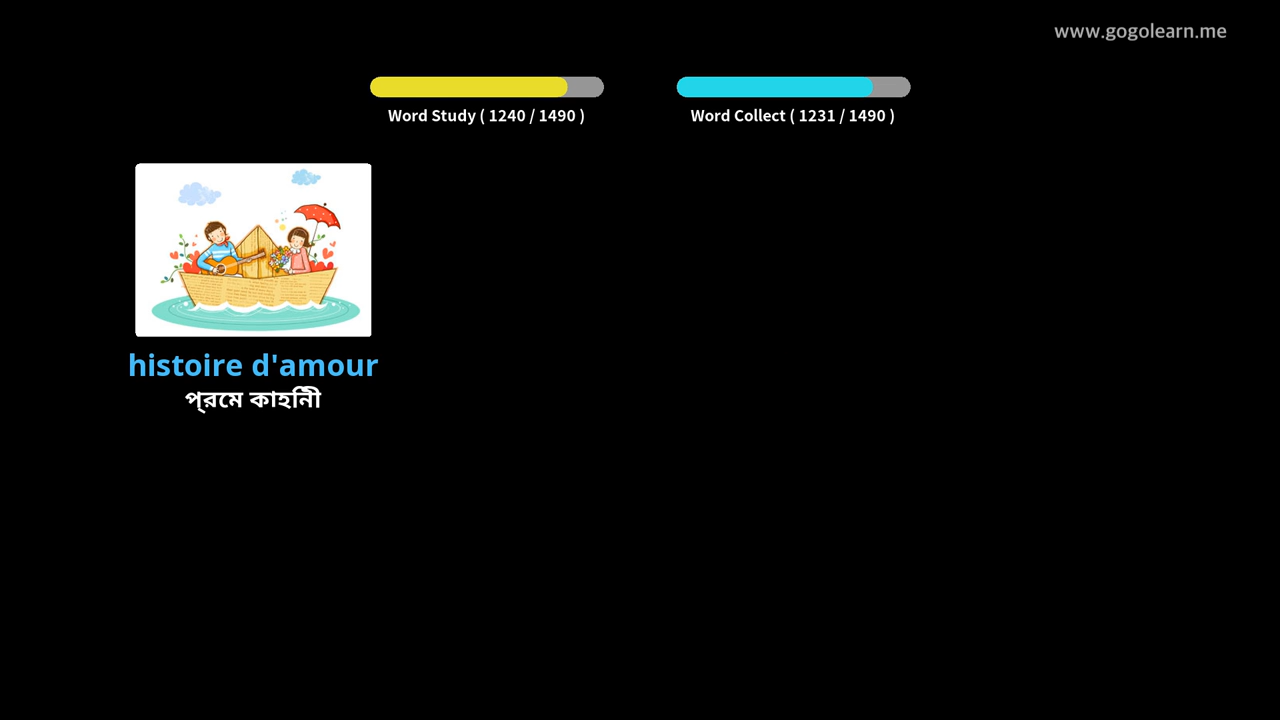 www.gogolearn.me
Word Study ( 1240 / 1490 )
Word Collect ( 1231 / 1490 )
histoire d'amour
প্রেম কাহিনী